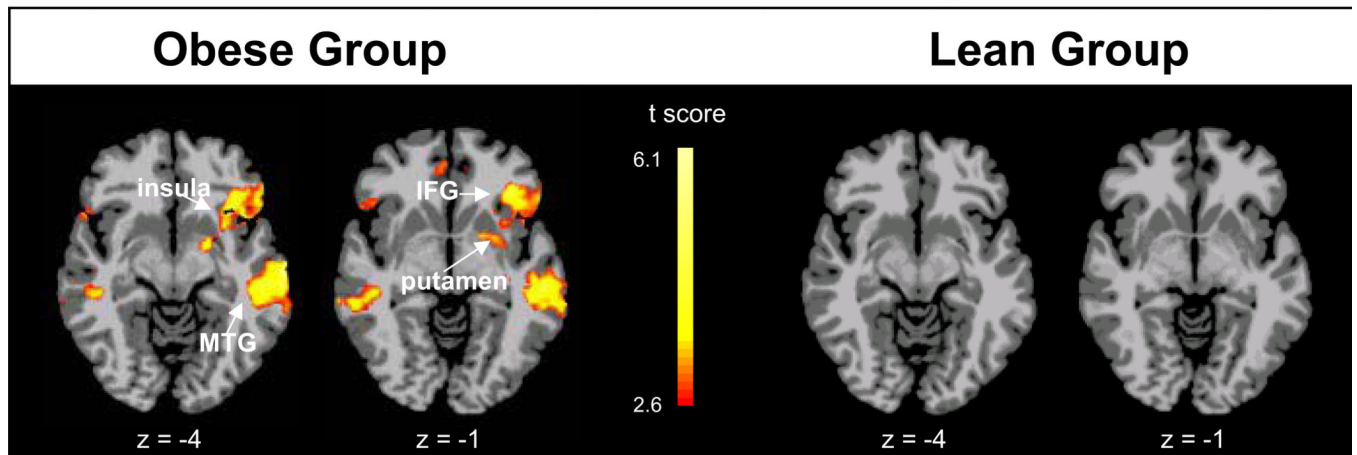 Obese Group
Lean Group
insula
IFG
putamen
MTG
t score
6.1
2.6
z = -4
z = -1
z = -4
z = -1